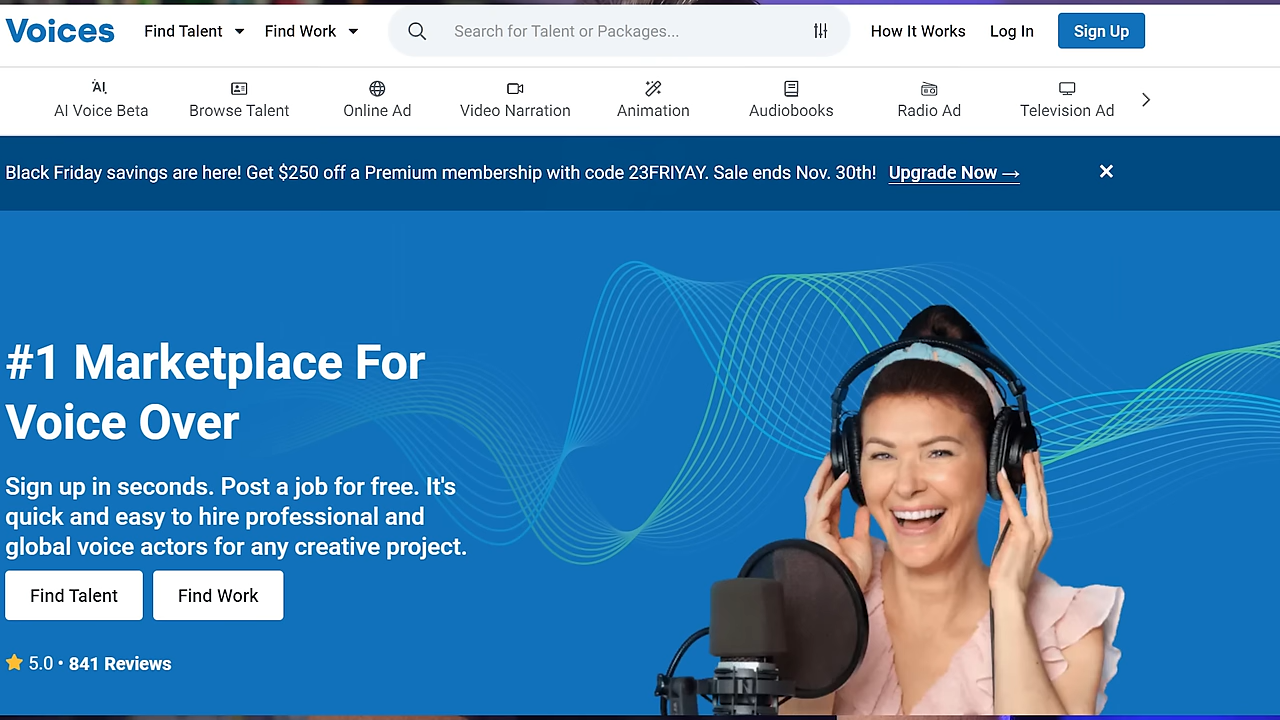 Voices Find Talent Find Work Search for Talent or Packages... How It Works Log In Sign Up
AI
AI Voice Beta Browse Talent Online Ad Video Narration Animation Audiobooks Radio Ad Television Ad
Black Friday savings are here! Get $250 off a Premium membership with code 23FRIYAY. Sale ends Nov. 30th! Upgrade Now →
#1 Marketplace For
Voice Over
Sign up in seconds. Post a job for free. It's
quick and easy to hire professional and
global voice actors for any creative project.
Find Talent Find Work
5.0 • 841 Reviews